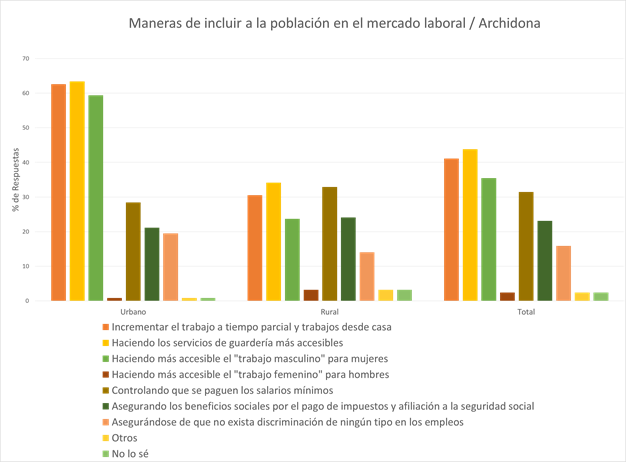 Maneras de incluir a la población en el mercado laboral / Archidona
% de Respuestas
70
60
50
40
30
20
10
0
Urbano Rural Total
Incrementar el trabajo a tiempo parcial y trabajos desde casa
Haciendo los servicios de guardería más accesibles
Haciendo más accesible el "trabajo masculino" para mujeres
Haciendo más accesible el "trabajo femenino" para hombres
Controlando que se paguen los salarios mínimos
Asegurando los beneficios sociales por el pago de impuestos y afiliación a la seguridad social
Asegurándose de que no exista discriminación de ningún tipo en los empleos
Otros
No lo sé